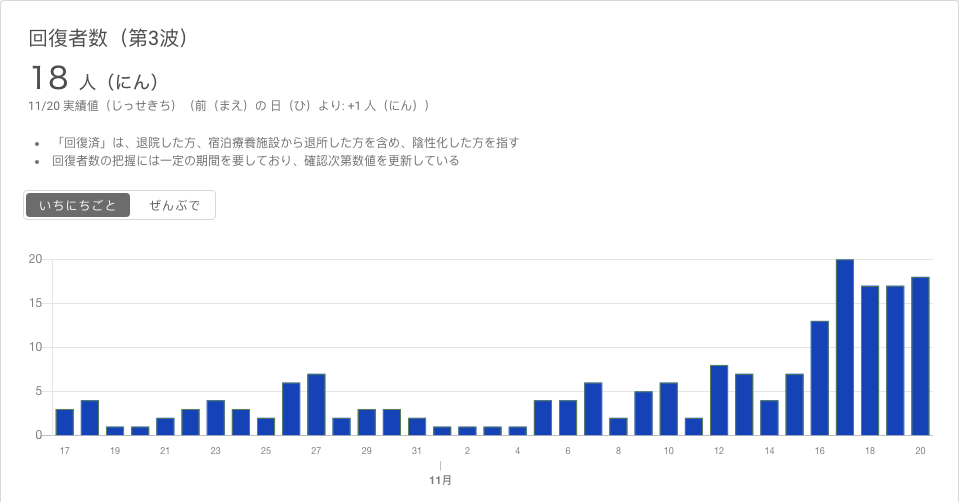 回復者数（第3波）
18 人（にん）
11/20 実績値（じっせきち）（前（まえ）の 日（ひ）より: +1 人（にん））
• 「回復済」は、退院した方、宿泊療養施設から退所した方を含め、陰性化した方を指す
• 回復者数の把握には一定の期間を要しており、確認次第数値を更新している
いちにちごと ぜんぶで
20
15
10
5
0
17 19 21 23 25 27 29 31 2 4 6 8 10 12 14 16 18 20
11月